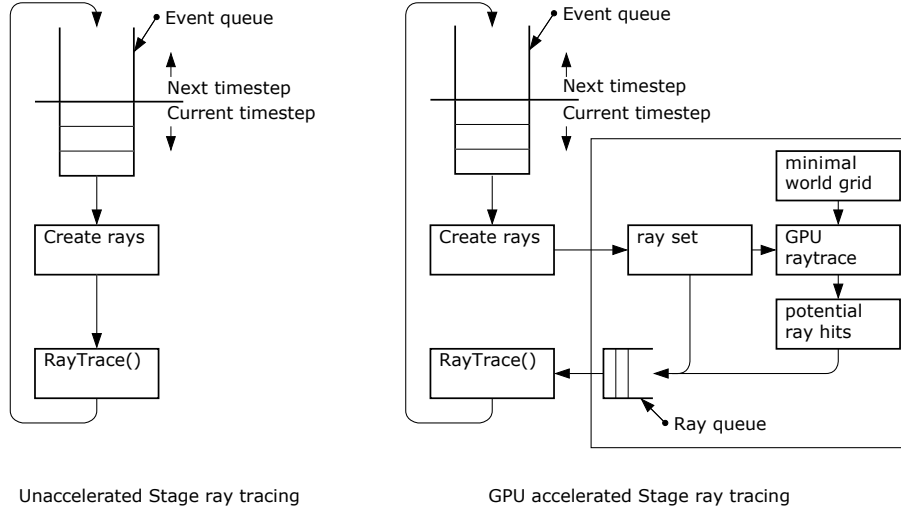 Event queue
Next timestep
Current timestep
Create rays
RayTrace()
Unaccelerated Stage ray tracing
Event queue
Next timestep
Current timestep
minimal
world grid
Create rays
ray set
GPU
raytrace
potential
ray hits
RayTrace()
Ray queue
GPU accelerated Stage ray tracing